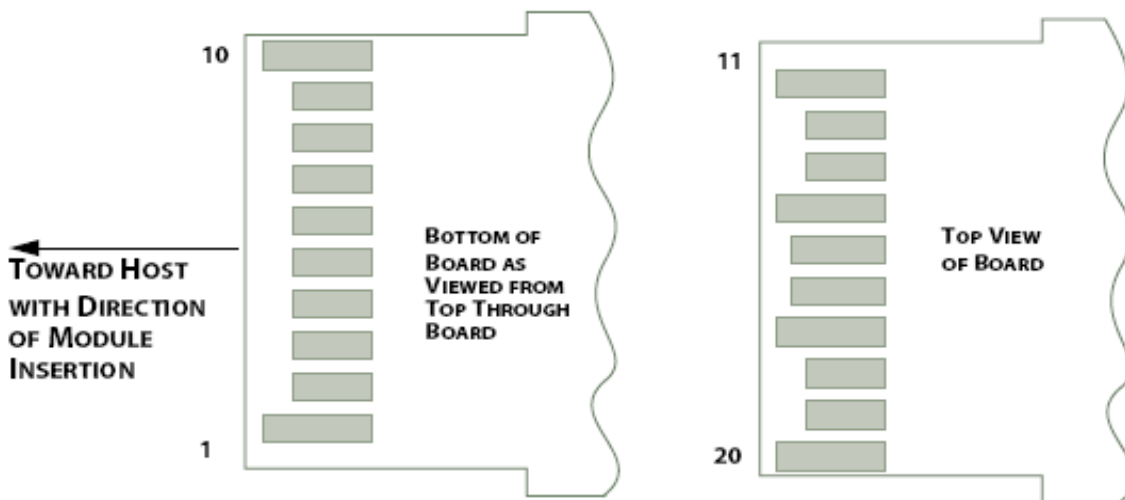 10
TOWARD HOST
WITH DIRECTION
OF MODULE
INSERTION
1
BOTTOM OF
BOARD AS
VIEWED FROM
TOP THROUGH
BOARD
11
20
TOP VIEW
OF BOARD